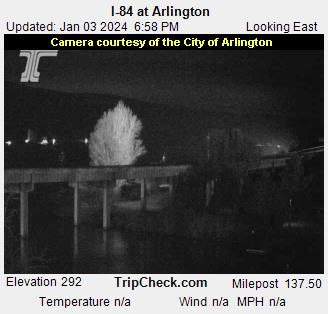 I-84 at Arlington
Updated: Jan 03 2024 6:58 PM Looking East
Camera courtesy of the City of Arlington
Elevation 292 TripCheck.com Milepost 137.50
Temperature n/a Wind n/a MPH n/a